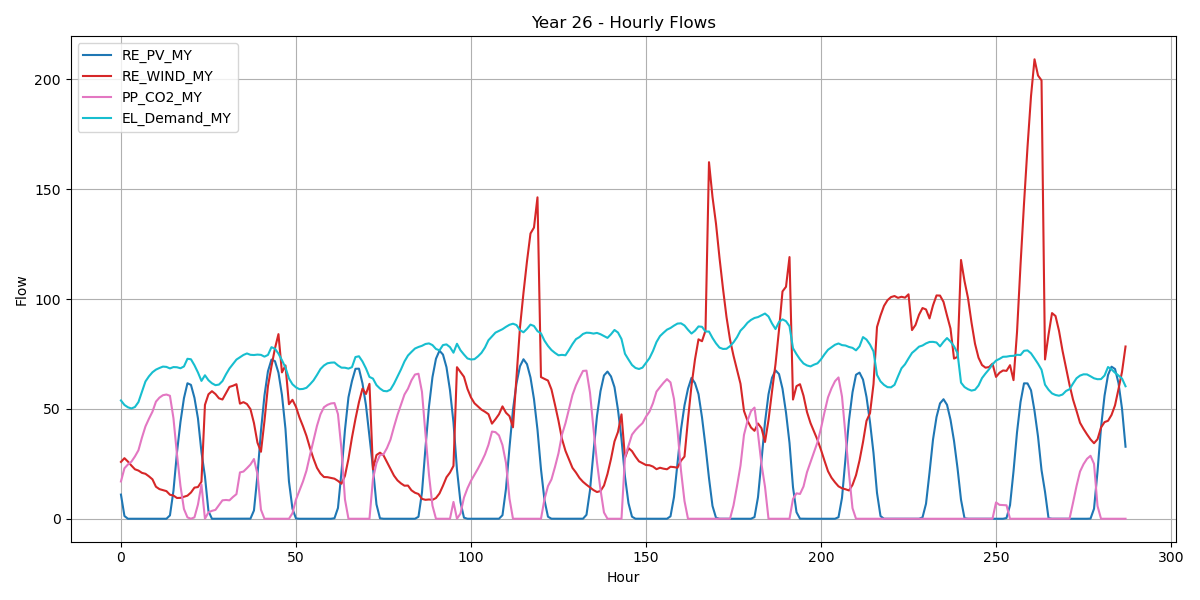 Year 26 - Hourly Flows
RE_PV_MY
RE_WIND_MY
PP_CO2_MY
EL_Demand_MY
Flow
200
150
100
50
0
0 50 100 150 200 250 300
Hour